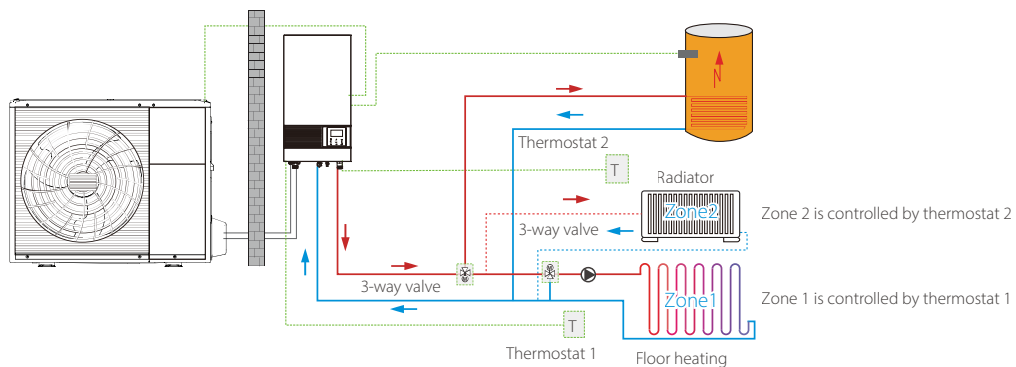 Thermostat 2
T
Radiator
Zone2
Zone 2 is controlled by thermostat 2
3-way valve
3-way valve
Zone1
Zone 1 is controlled by thermostat 1
T
Thermostat 1
Floor heating